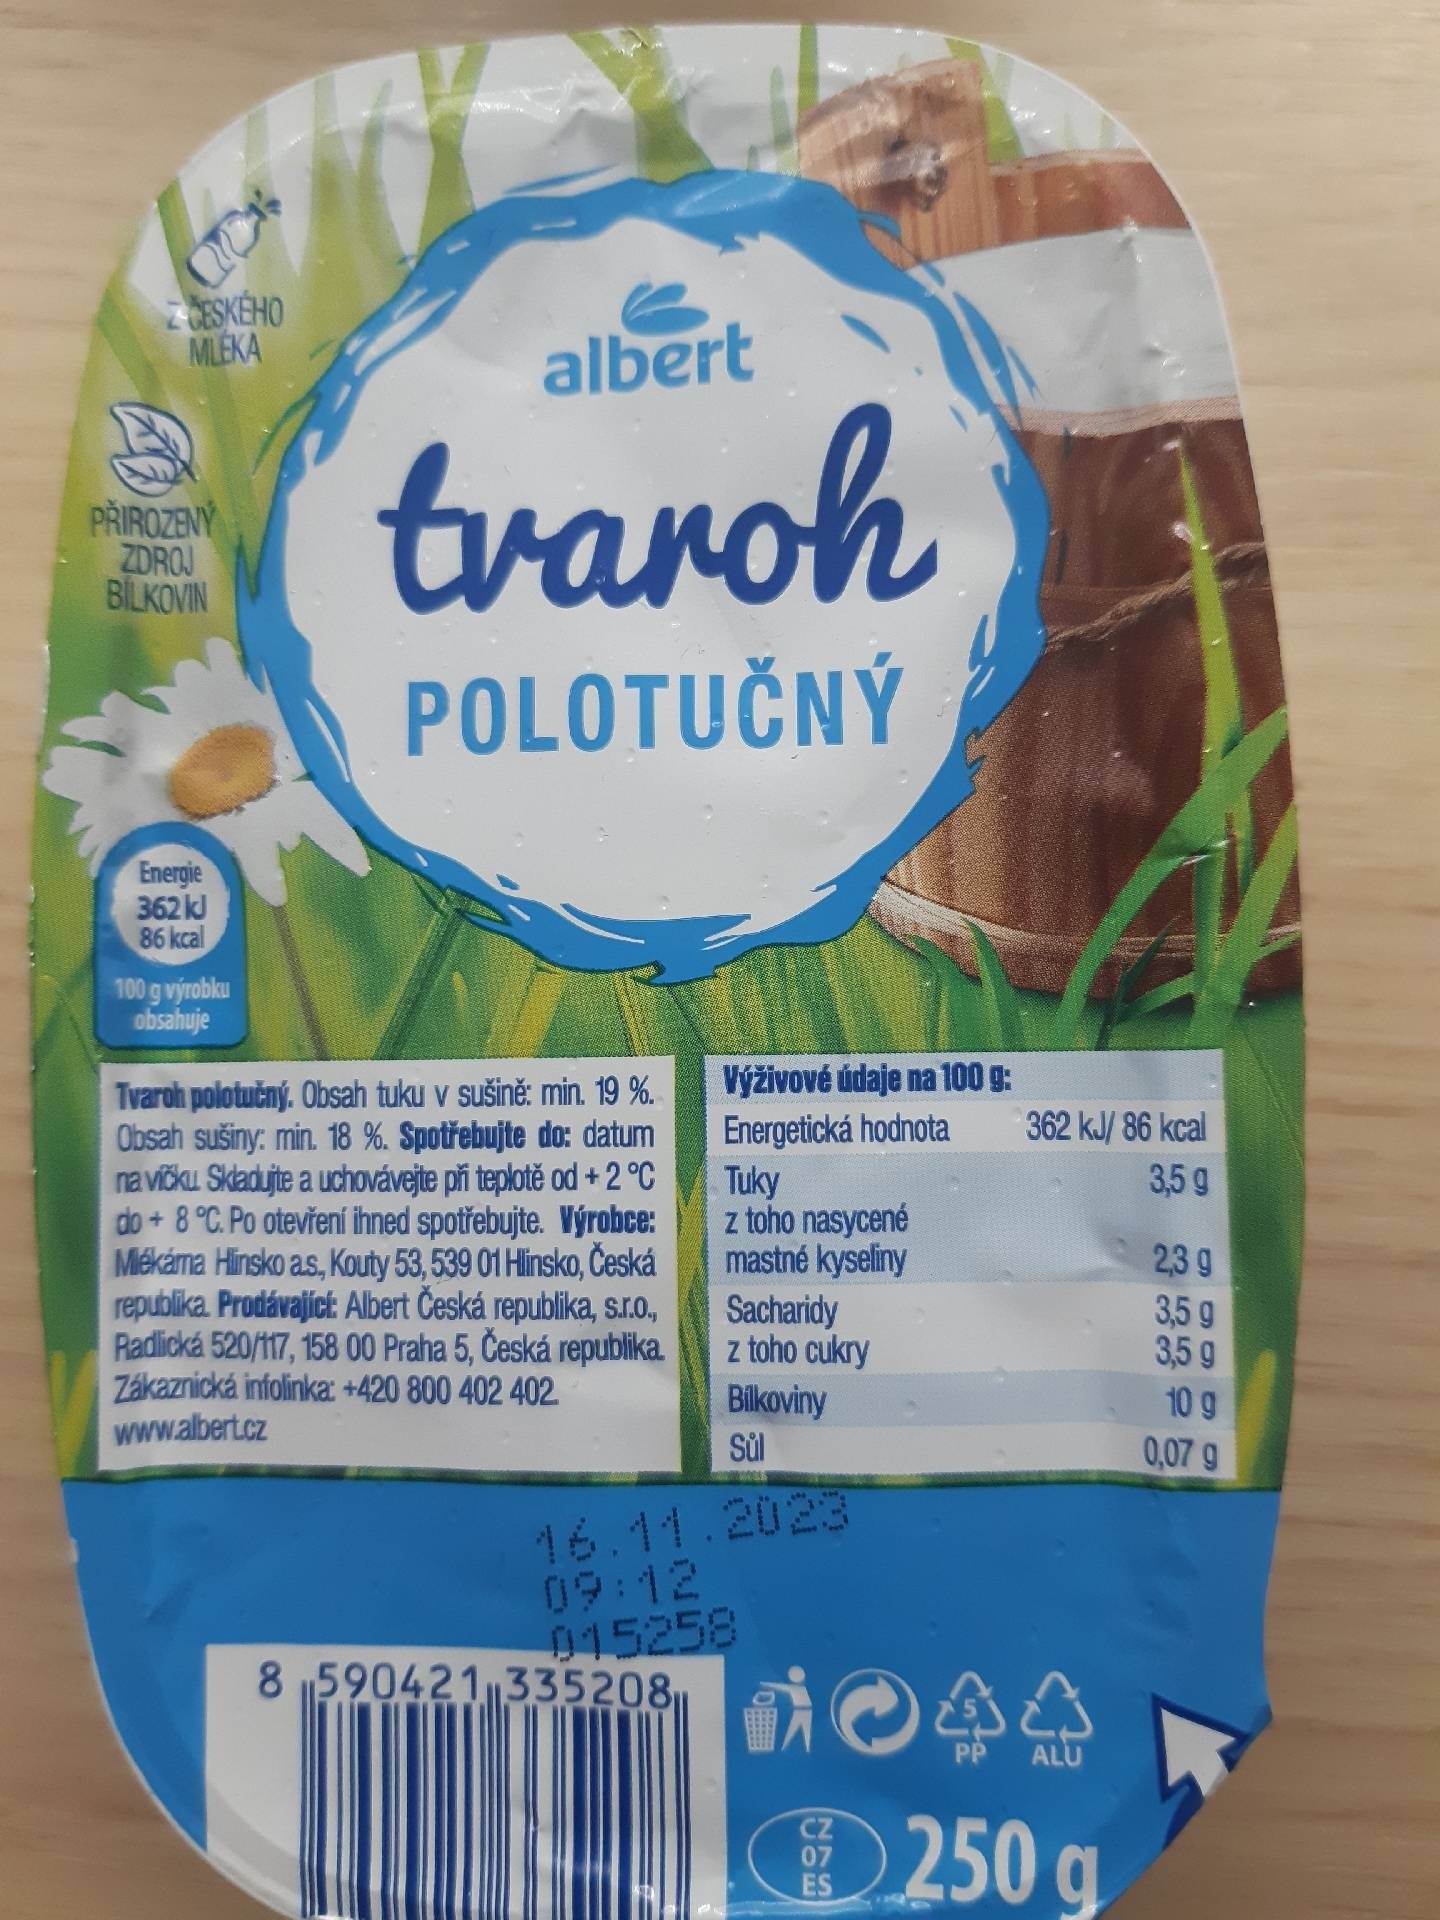 Z ČESKÉHO
MLÉKA
albert
tvaroh
POLOTUČNÝ
PŘIROZENÝ
ZDROJ
BÍLKOVIN
Energie
362 kJ
86 kcal
100 g výrobku
obsahuje
Tvaroh polotučný. Obsah tuku v sušině: min. 19 %.
Obsah sušiny: min. 18 %. Spotřebujte do: datum
na víčku. Skladujte a uchovávejte při teplotě od + 2 °C
do + 8 °C. Po otevření ihned spotřebujte. Výrobce:
Mlékárna Hlinsko a.s., Kouty 53, 539 01 Hlinsko, Česká
republika. Prodávající: Albert Česká republika, s.r.o.,
Radlická 520/117, 158 00 Praha 5, Česká republika.
Zákaznická infolinka: +420 800 402 402.
www.albert.cz
Výživové údaje na 100 g:
Energetická hodnota 362 kJ/ 86 kcal
Tuky 3,5 g
z toho nasycené
mastné kyseliny 2,3 g
Sacharidy 3,5 g
z toho cukry 3,5 g
Bílkoviny 10 g
Sůl 0,07 g
16.11.2023
09:12
015258
8 590421 335208
5
PP
ALU
CZ
07
ES
250 g